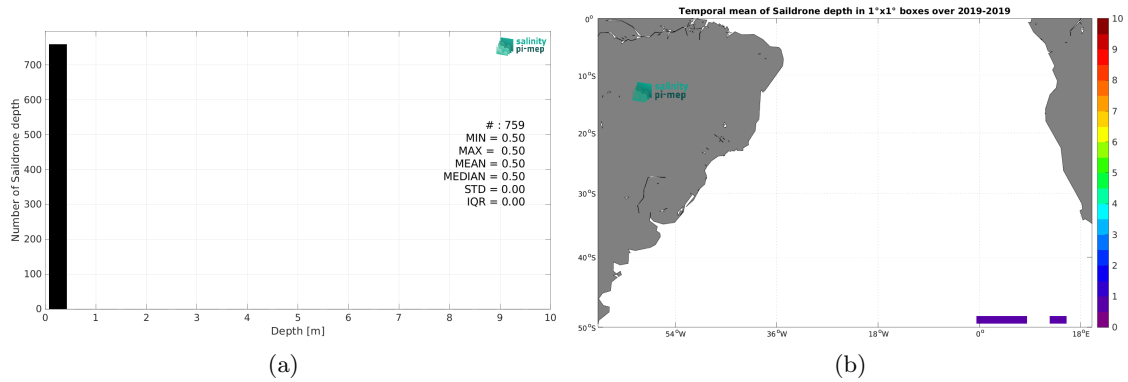 salinity
pi-mep
# : 759
MIN = 0.50
MAX = 0.50
MEAN = 0.50
MEDIAN = 0.50
STD = 0.00
IQR = 0.00
Number of Saildrone depth
700
600
500
400
300
200
100
0
0 1 2 3 4 5 6 7 8 9 10
Depth [m]
(a)
Temporal mean of Saildrone depth in 1°x1° boxes over 2019-2019
salinity
pi-mep
0°
10°S
20°S
30°S
40°S
50°S
54°W 36°W 18°W 0° 18°E
10
9
8
7
6
5
4
3
2
1
0
(b)